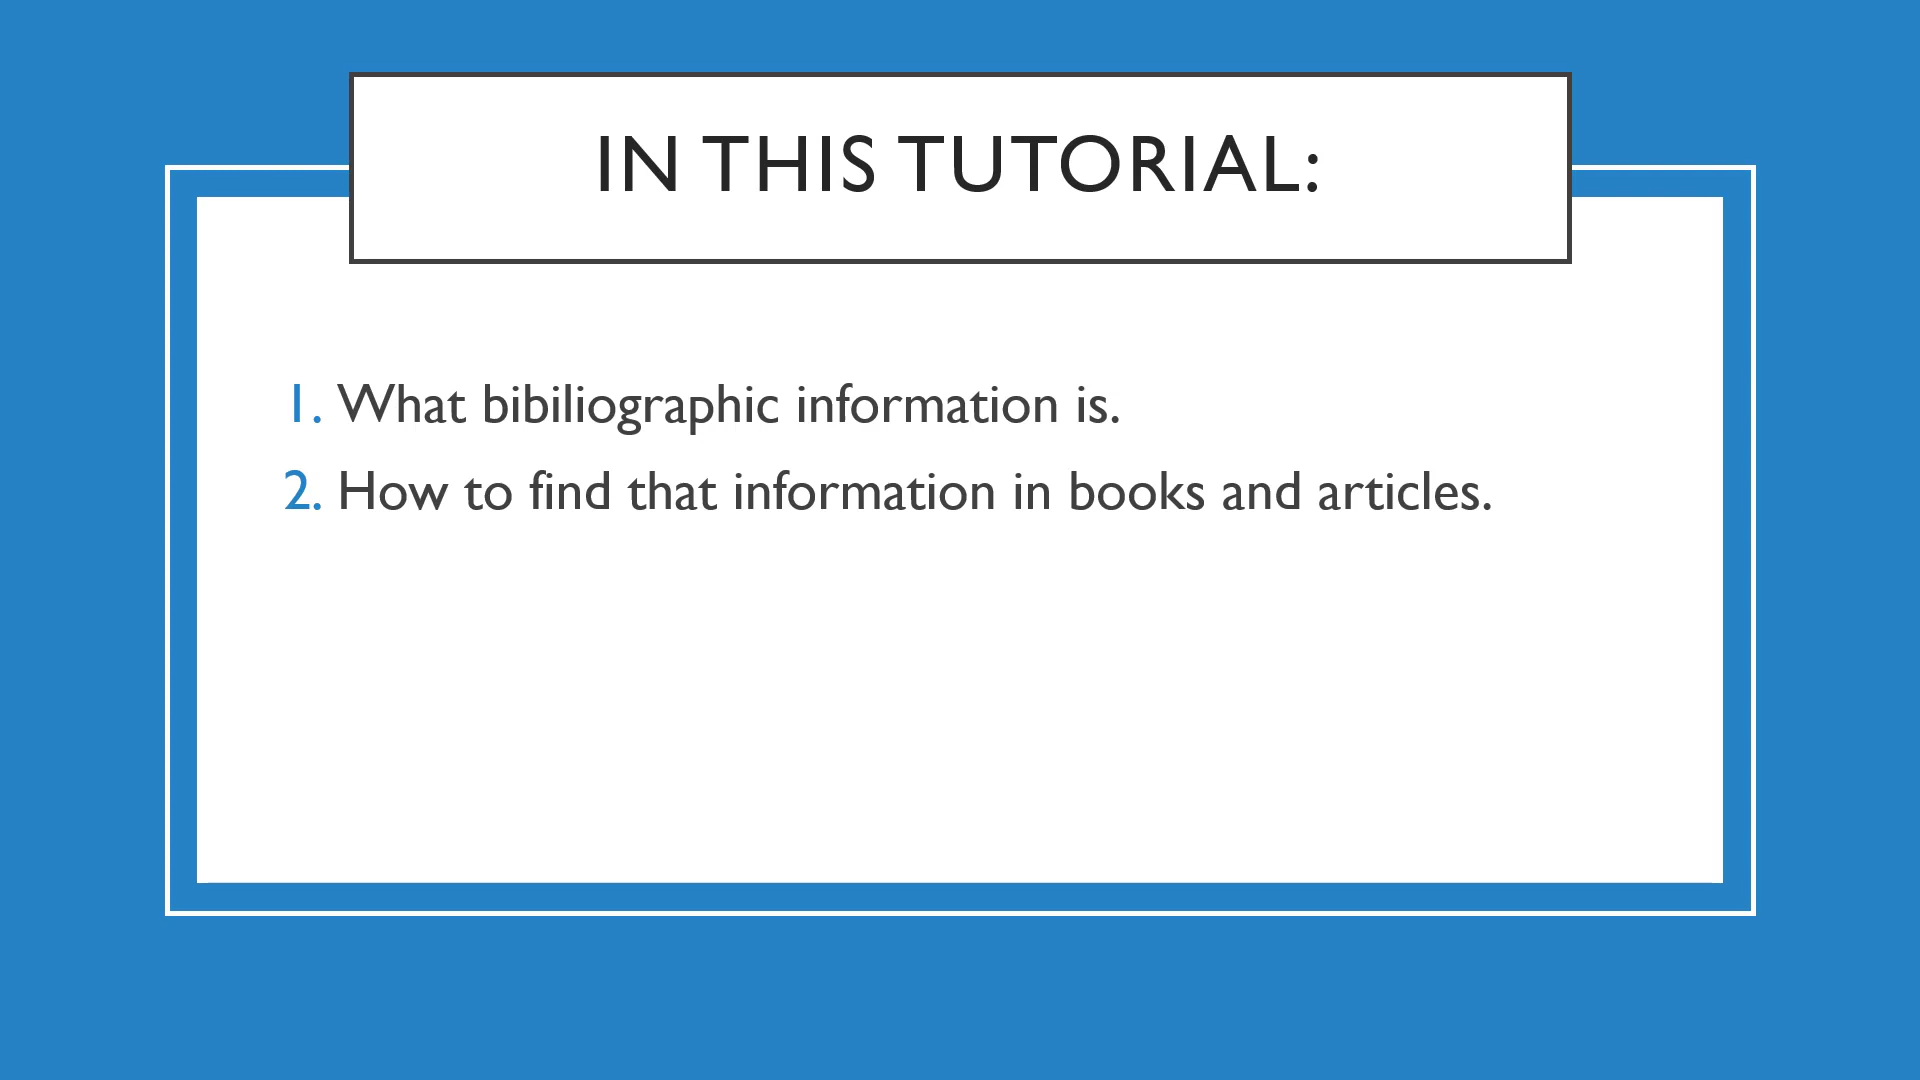 IN THIS TUTORIAL:
1. What bibiliographic information is.
2. How to find that information in books and articles.